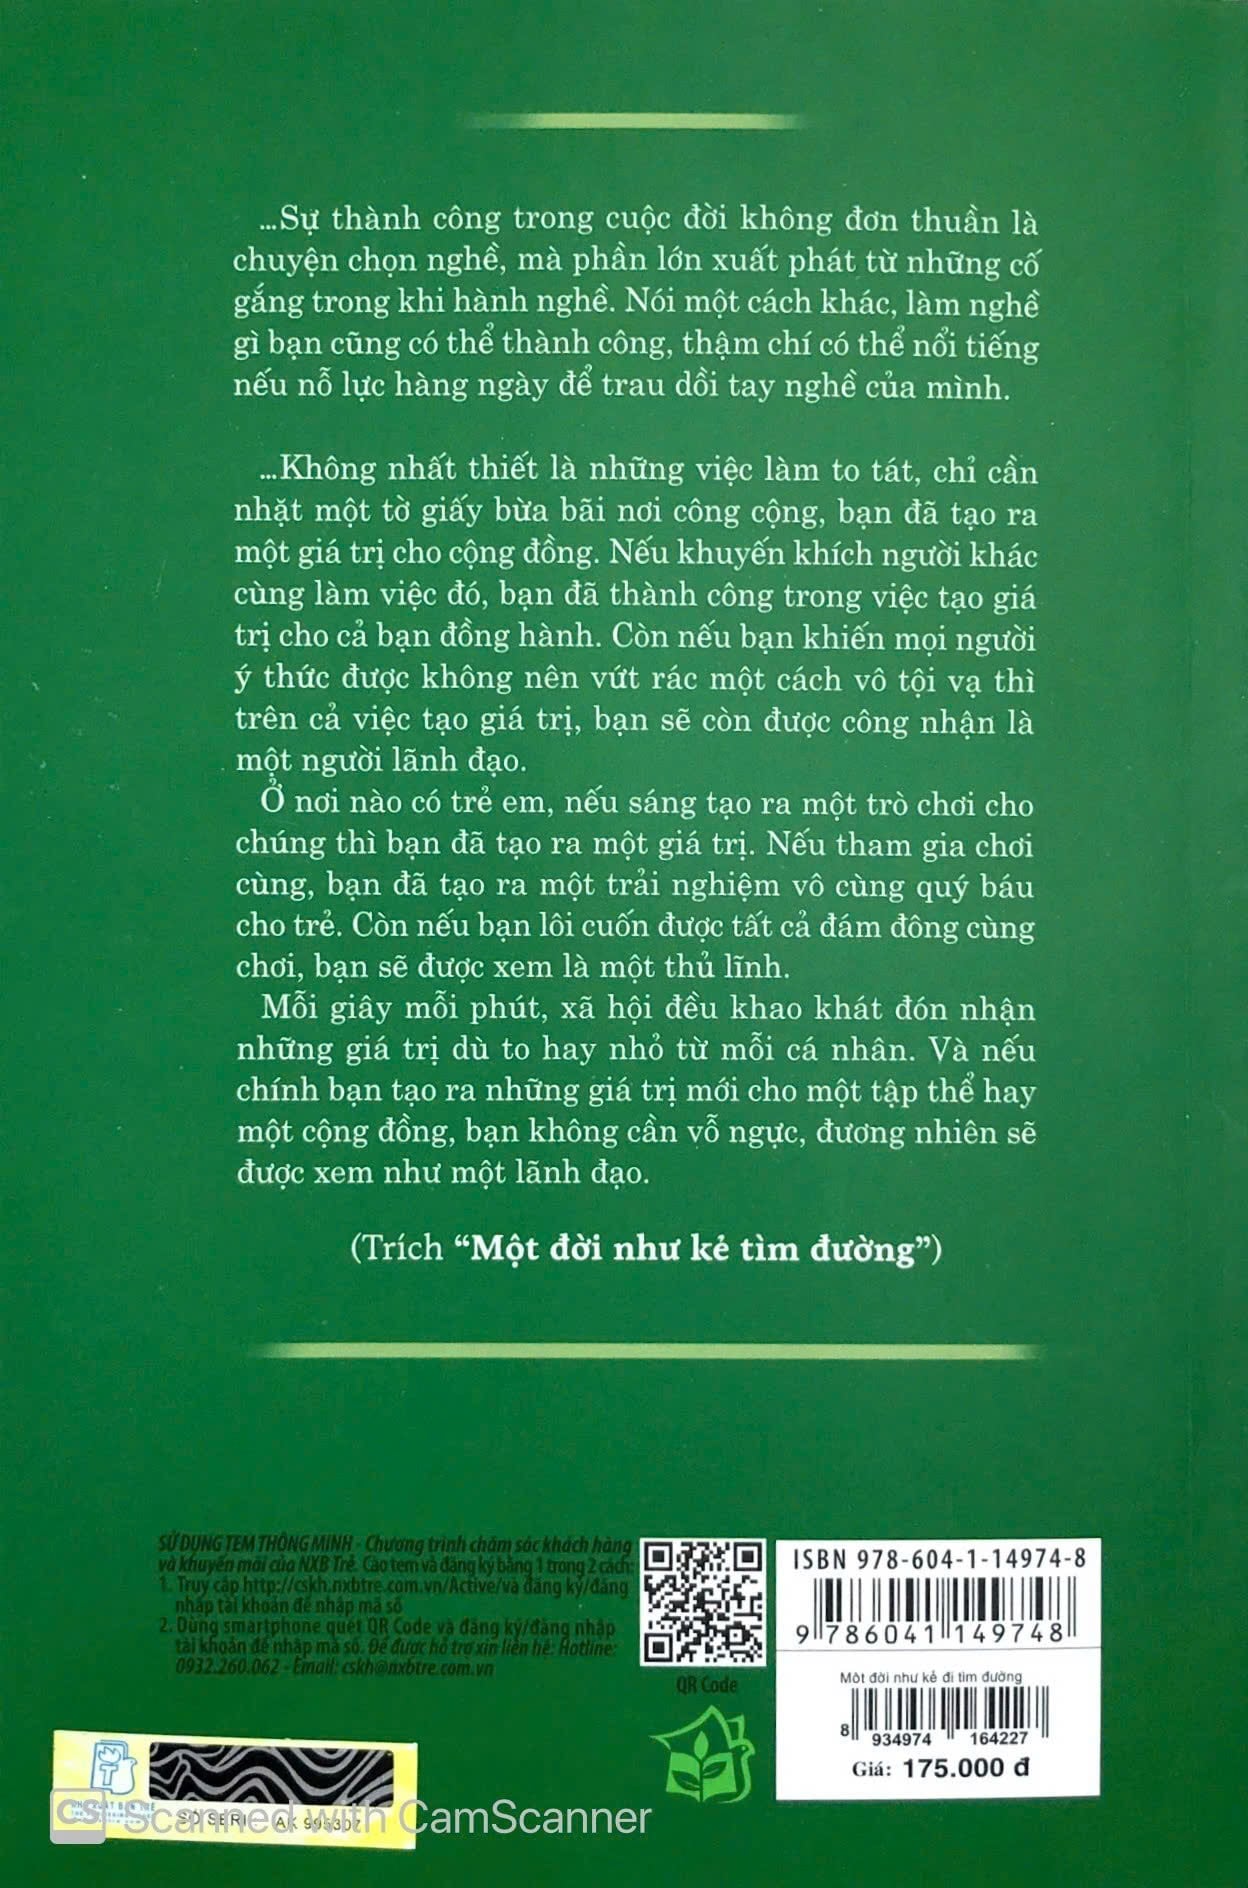 ...Sự thành công trong cuộc đời không đơn thuần là
chuyện chọn nghề, mà phần lớn xuất phát từ những cố
gắng trong khi hành nghề. Nói một cách khác, làm nghề
gì bạn cũng có thể thành công, thậm chí có thể nổi tiếng
nếu nỗ lực hàng ngày để trau dồi tay nghề của mình.
...Không nhất thiết là những việc làm to tát, chỉ cần
nhặt một tờ giấy bừa bãi nơi công cộng, bạn đã tạo ra
một giá trị cho cộng đồng. Nếu khuyến khích người khác
cùng làm việc đó, bạn đã thành công trong việc tạo giá
trị cho cả bạn đồng hành. Còn nếu bạn khiến mọi người
ý thức được không nên vứt rác một cách vô tội vạ thì
trên cả việc tạo giá trị, bạn sẽ còn được công nhận là
một người lãnh đạo.
Ở nơi nào có trẻ em, nếu sáng tạo ra một trò chơi cho
chúng thì bạn đã tạo ra một giá trị. Nếu tham gia chơi
cùng, bạn đã tạo ra một trải nghiệm vô cùng quý báu
cho trẻ. Còn nếu bạn lôi cuốn được tất cả đám đông cùng
chơi, bạn sẽ được xem là một thủ lĩnh.
Mỗi giây mỗi phút, xã hội đều khao khát đón nhận
những giá trị dù to hay nhỏ từ mỗi cá nhân. Và nếu
chính bạn tạo ra những giá trị mới cho một tập thể hay
một cộng đồng, bạn không cần vỗ ngực, đương nhiên sẽ
được xem như một lãnh đạo.
(Trích “Một đời như kẻ tìm đường”)
SỬ DỤNG TEM THÔNG MINH - Chương trình chăm sóc khách hàng
và khuyến mãi của NXB Trẻ. Cào tem và đăng ký bằng 1 trong 2 cách:
1. Truy cập http://cskh.nxbtre.com.vn/Active/và đăng ký/đăng
nhập tài khoản để nhập mã số
2. Dùng smartphone quét QR Code và đăng ký/đăng nhập
tài khoản để nhập mã số. Để được hỗ trợ xin liên hệ: Hotline:
0932.260.062 - Email: cskh@nxbtre.com.vn
QR Code
ISBN 978-604-1-14974-8
9 786041 149748
Một đời như kẻ đi tìm đường
8 934974 164227
Giá: 175.000 đ
SỐ SERI AK 995307
CS Scanned with CamScanner